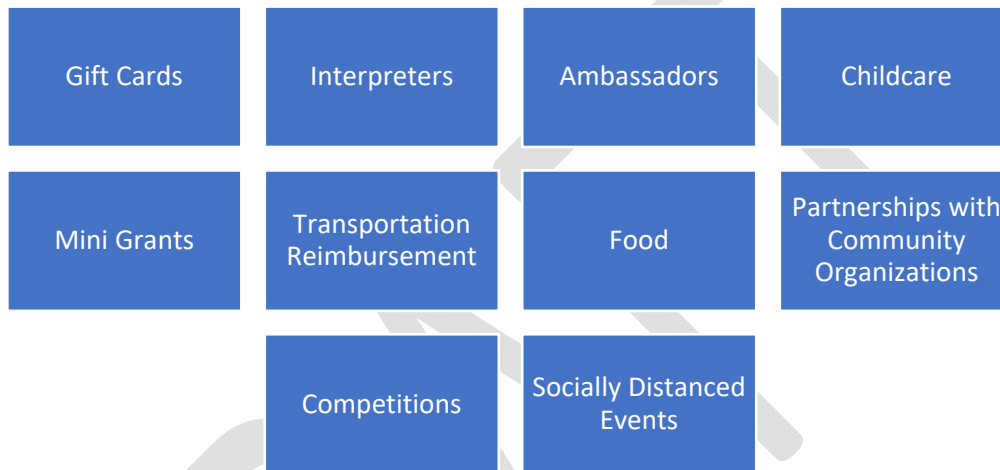 Gift Cards
Interpreters
Ambassadors
Childcare
Mini Grants
Transportation
Reimbursement
Food
Partnerships with
Community
Organizations
Competitions
Socially Distanced
Events